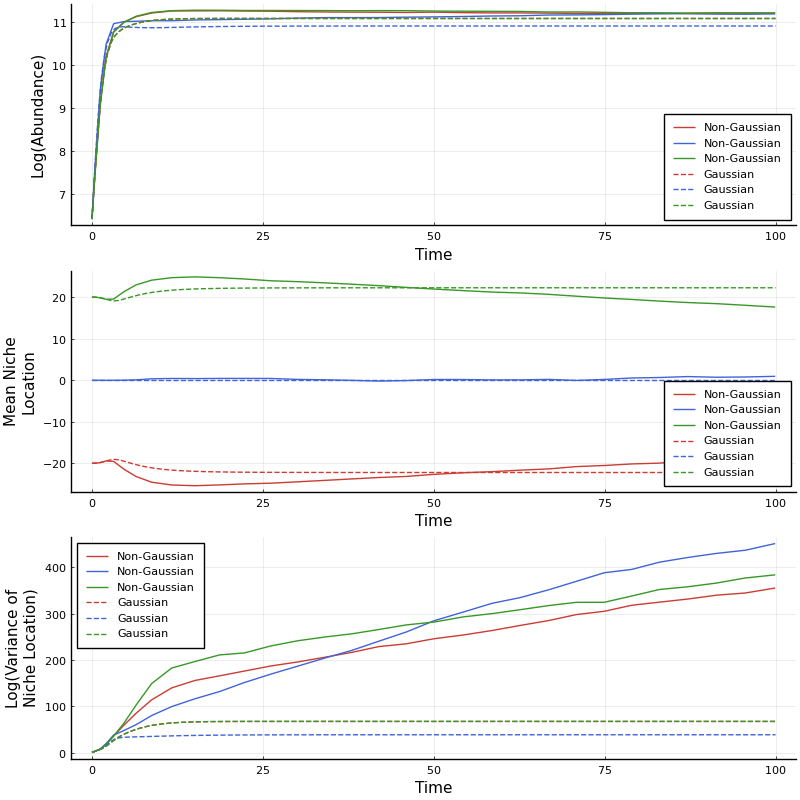 Log(Abundance)
11
10
9
8
7
Non-Gaussian
Non-Gaussian
Non-Gaussian
Gaussian
Gaussian
Gaussian
0
25
50
75
100
Time
Mean Niche
Location
20
10
0
−10
−20
Non-Gaussian
Non-Gaussian
Non-Gaussian
Gaussian
Gaussian
Gaussian
0
25
50
75
100
Time
Log(Variance of
Niche Location)
400
300
200
100
0
Non-Gaussian
Non-Gaussian
Non-Gaussian
Gaussian
Gaussian
Gaussian
0
25
50
75
100
Time